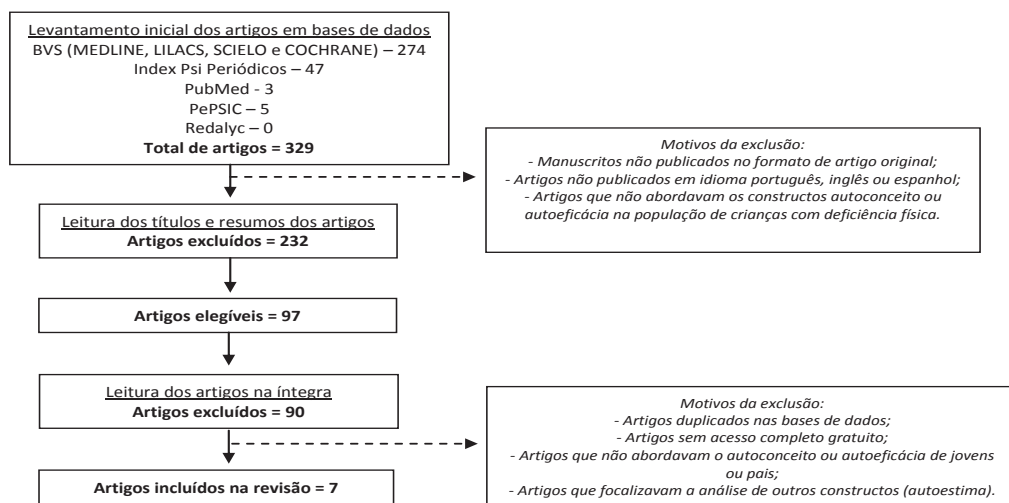 Levantamento inicial dos artigos em bases de dados
BVS (MEDLINE, LILACS, SCIELO e COCHRANE) – 274
Index Psi Periódicos – 47
PubMed - 3
PePSIC – 5
Redalyc – 0
Total de artigos = 329
Motivos da exclusão:
- Manuscritos não publicados no formato de artigo original;
- Artigos não publicados em idioma português, inglês ou espanhol;
- Artigos que não abordavam os constructos autoconceito ou
autoeficácia na população de crianças com deficiência física.
Leitura dos títulos e resumos dos artigos
Artigos excluídos = 232
Artigos elegíveis = 97
Leitura dos artigos na íntegra
Artigos excluídos = 90
Motivos da exclusão:
- Artigos duplicados nas bases de dados;
- Artigos sem acesso completo gratuito;
- Artigos que não abordavam o autoconceito ou autoeficácia de jovens
ou pais;
- Artigos que focalizavam a análise de outros constructos (autoestima).
Artigos incluídos na revisão = 7